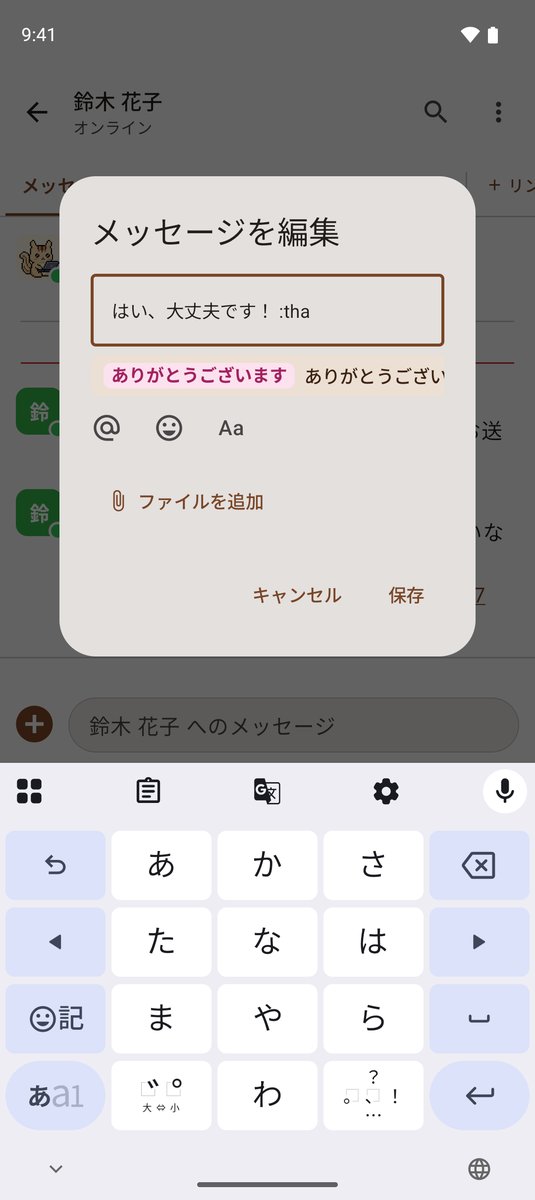 9:41
鈴木 花子
オンライン
メッセ
+ リン
メッセージを編集
はい、大丈夫です！ :tha
ありがとうございます ありがとうござい
鈴
お送
@ Aa
鈴
いな
ファイルを追加
キャンセル 保存
7
鈴木 花子 へのメッセージ
あ か さ
た な は
記 ま や ら
あa1 大⇔小 わ 。、?!…